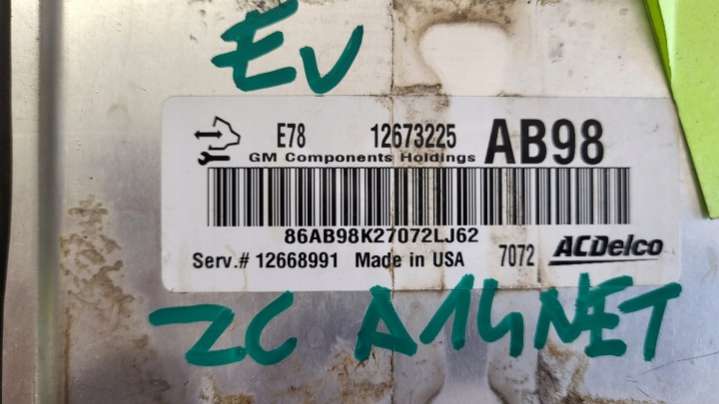 EV
E78 12673225 AB98
GM Components Holdings
86AB98K27072LJ62
Serv.# 12668991 Made in USA 7072 ACDelco
ZC A14NET